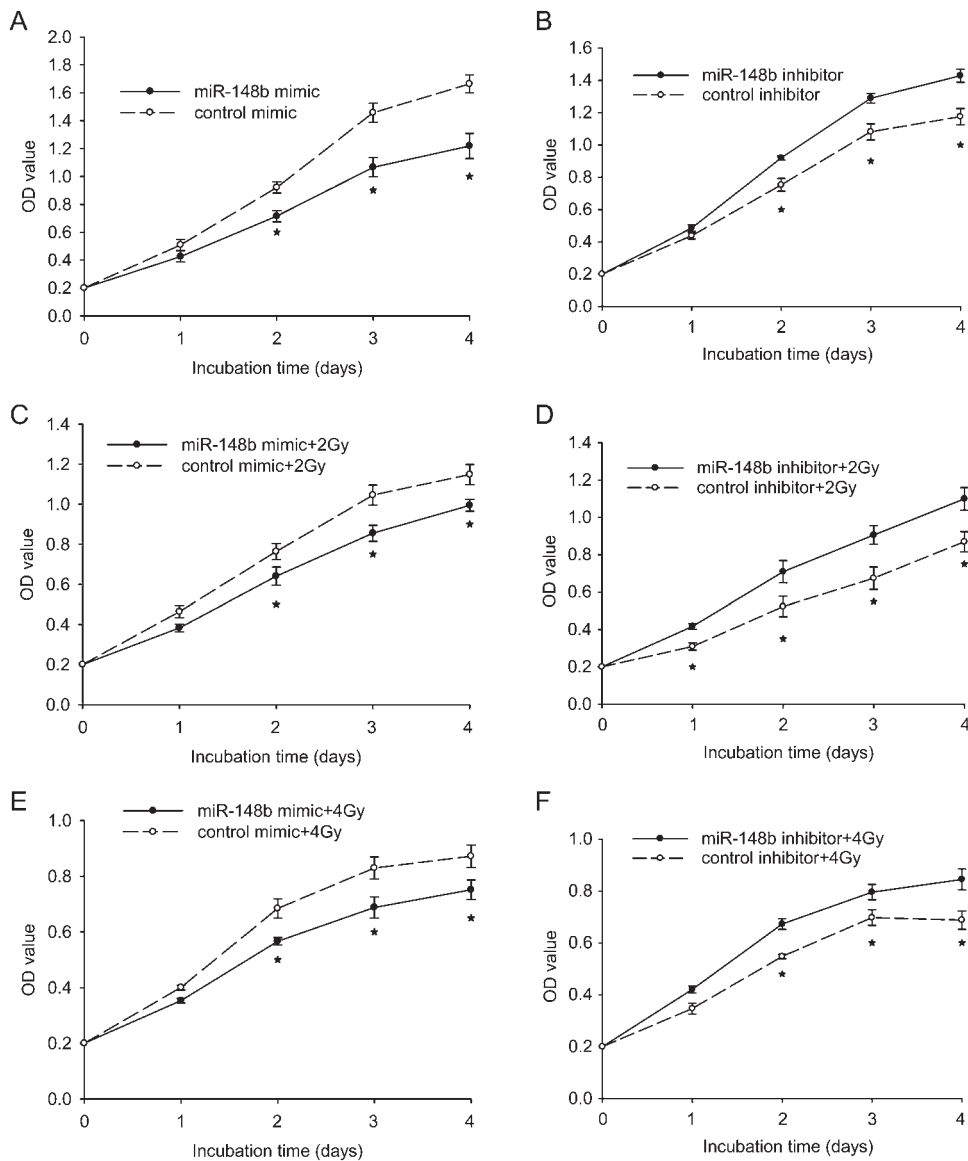 A
2.0
1.8
1.6
1.4
1.2
1.0
0.8
0.6
0.4
0.2
0.0
OD value
miR-148b mimic
control mimic
0 1 2 3 4
Incubation time (days)
B
1.6
1.4
1.2
1.0
0.8
0.6
0.4
0.2
0.0
OD value
miR-148b inhibitor
control inhibitor
0 1 2 3 4
Incubation time (days)
C
1.4
1.2
1.0
0.8
0.6
0.4
0.2
0.0
OD value
miR-148b mimic+2Gy
control mimic+2Gy
0 1 2 3 4
Incubation time (days)
D
1.4
1.2
1.0
0.8
0.6
0.4
0.2
0.0
OD value
miR-148b inhibitor+2Gy
control inhibitor+2Gy
0 1 2 3 4
Incubation time (days)
E
1.0
0.8
0.6
0.4
0.2
0.0
OD value
miR-148b mimic+4Gy
control mimic+4Gy
0 1 2 3 4
Incubation time (days)
F
1.0
0.8
0.6
0.4
0.2
0.0
OD value
miR-148b inhibitor+4Gy
control inhibitor+4Gy
0 1 2 3 4
Incubation time (days)